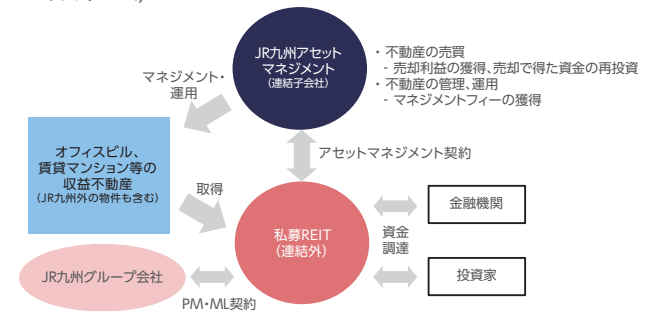 JR九州アセット
マネジメント
(連結子会社)
・不動産の売買
- 売却利益の獲得、売却で得た資金の再投資
・不動産の管理、運用
- マネジメントフィーの獲得
マネジメント・
運用
オフィスビル、
賃貸マンション等の
収益不動産
(JR九州外の物件も含む)
アセットマネジメント契約
取得
私募REIT
(連結外)
資金
調達
金融機関
投資家
JR九州グループ会社
PM・ML契約